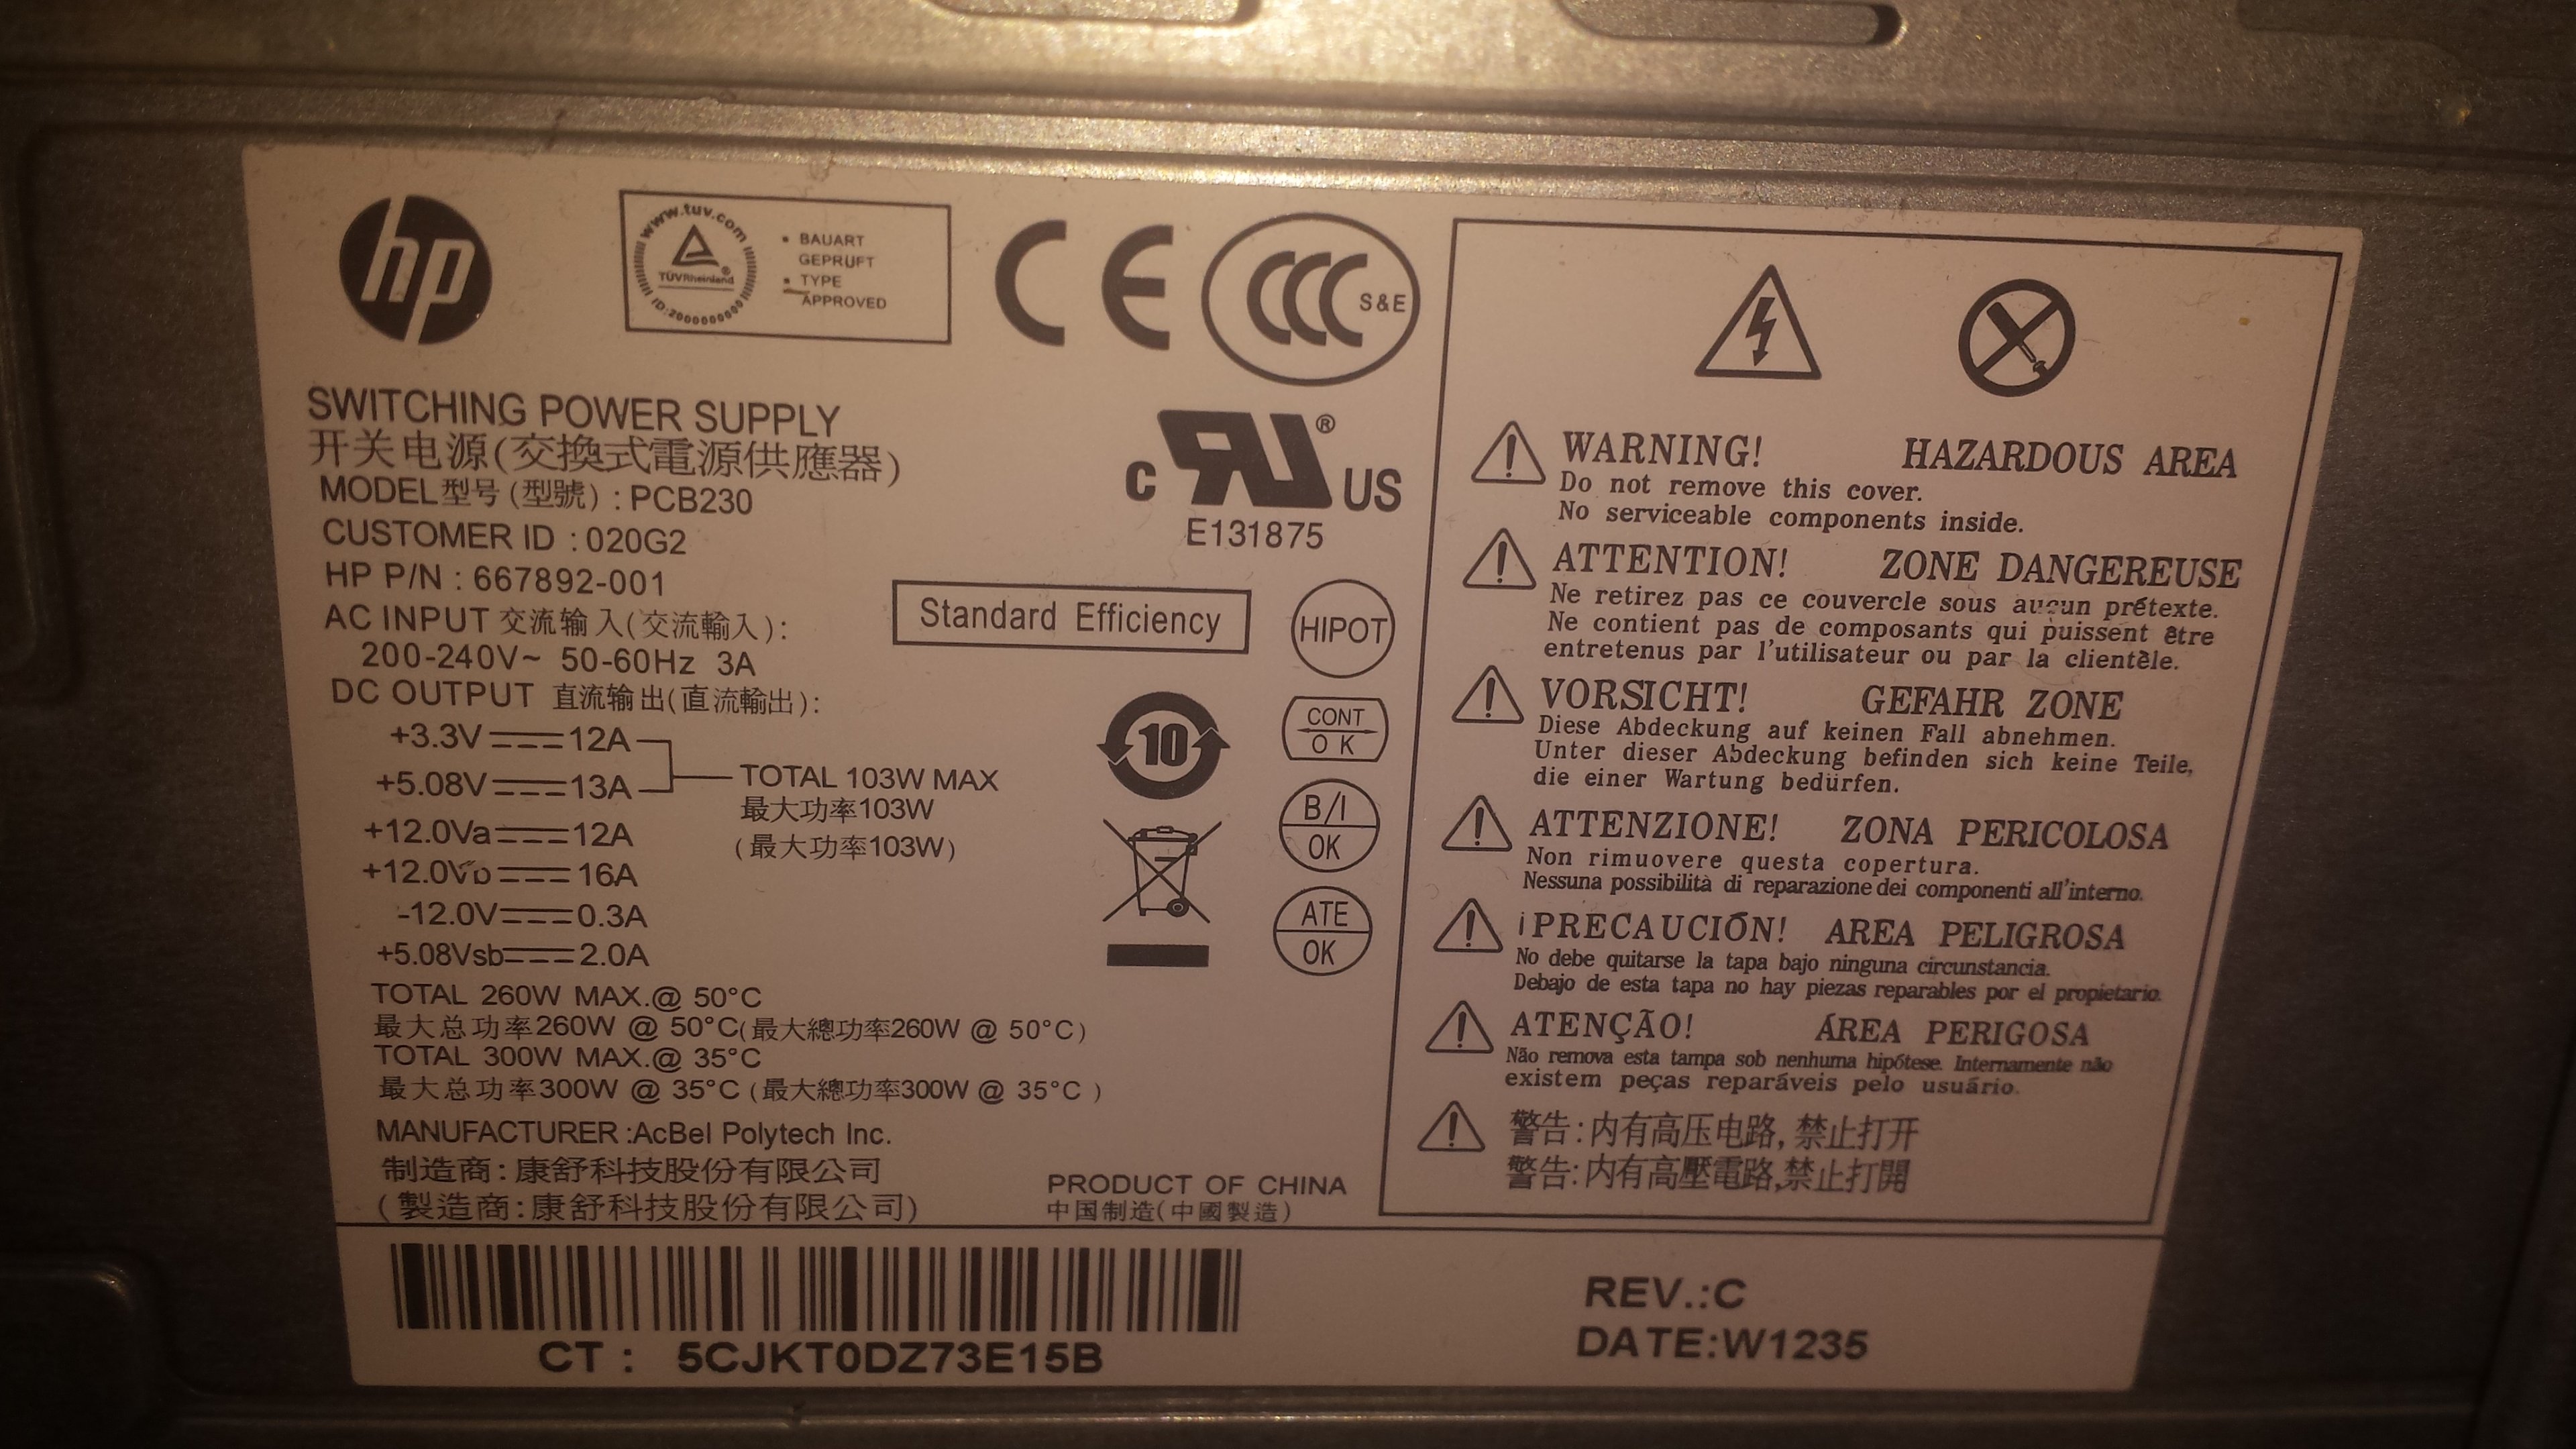 hp
www.tuv.com
TÜVRheinland®
ID:2000000000
• BAUART
GEPRUFT
• TYPE
APPROVED
CE
CCC S&E
SWITCHING POWER SUPPLY
开关电源(交換式電源供應器)
MODEL型号(型號):PCB230
CUSTOMER ID :020G2
HP P/N : 667892-001
AC INPUT 交流输入(交流輸入):
200-240V~ 50-60Hz 3A
DC OUTPUT 直流输出(直流輸出):
+3.3V 12A
+5.08V 13A
TOTAL 103W MAX
最大功率103W
(最大功率103W)
+12.0Va 12A
+12.0Vb 16A
-12.0V 0.3A
+5.08Vsb 2.0A
TOTAL 260W MAX.@ 50°C
最大总功率260W @ 50°C(最大總功率260W @ 50°C)
TOTAL 300W MAX.@ 35°C
最大总功率300W @ 35°C (最大總功率300W @ 35°C )
MANUFACTURER :AcBel Polytech Inc.
制造商:康舒科技股份有限公司
(製造商:康舒科技股份有限公司)
c RU® US
E131875
Standard Efficiency
HIPOT
10
CONT
O K
B/I
OK
ATE
OK
PRODUCT OF CHINA
中国制造(中國製造)
WARNING! HAZARDOUS AREA
Do not remove this cover.
No serviceable components inside.
ATTENTION! ZONE DANGEREUSE
Ne retirez pas ce couvercle sous aucun prétexte.
Ne contient pas de composants qui puissent être
entretenus par l'utilisateur ou par la clientèle.
VORSICHT! GEFAHR ZONE
Diese Abdeckung auf keinen Fall abnehmen.
Unter dieser Abdeckung befinden sich keine Teile,
die einer Wartung bedürfen.
ATTENZIONE! ZONA PERICOLOSA
Non rimuovere questa copertura.
Nessuna possibilità di reparazione dei componenti all'interno.
¡PRECAUCIÓN! AREA PELIGROSA
No debe quitarse la tapa bajo ninguna circunstancia.
Debajo de esta tapa no hay piezas reparables por el propietario.
ATENÇÃO! ÁREA PERIGOSA
Não remova esta tampa sob nenhuma hipótese. Internamente não
existem peças reparáveis pelo usuário.
警告:内有高压电路,禁止打开
警告:内有高壓電路,禁止打開
CT : 5CJKT0DZ73E15B
REV.:C
DATE:W1235